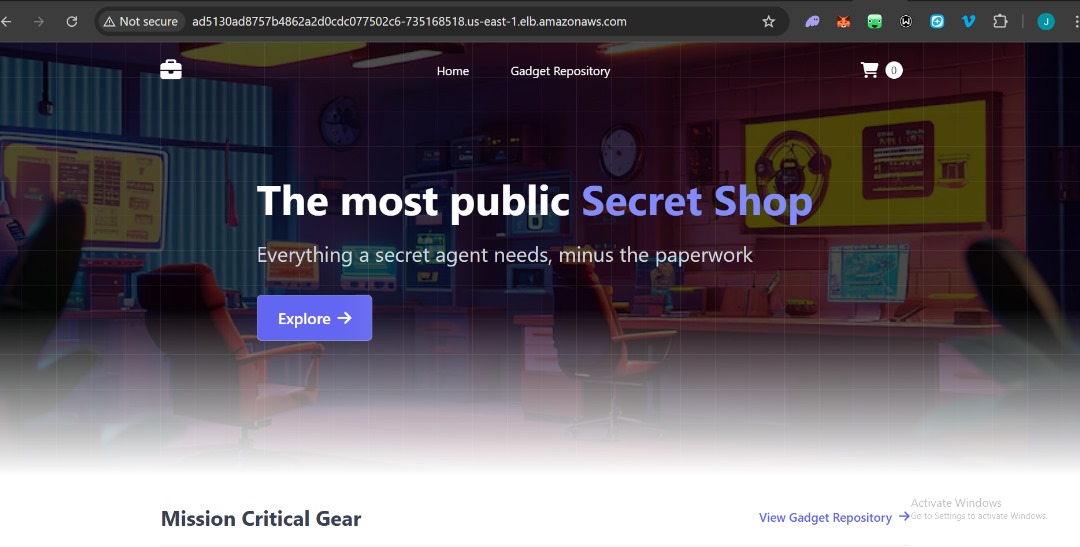 Not secure
ad5130ad8757b4862a2d0cdc077502c6-735168518.us-east-1.elb.amazonaws.com
J
Home
Gadget Repository
0
The most public Secret Shop
Everything a secret agent needs, minus the paperwork
Explore
Mission Critical Gear
View Gadget Repository
Activate Windows
Go to Settings to activate Windows.